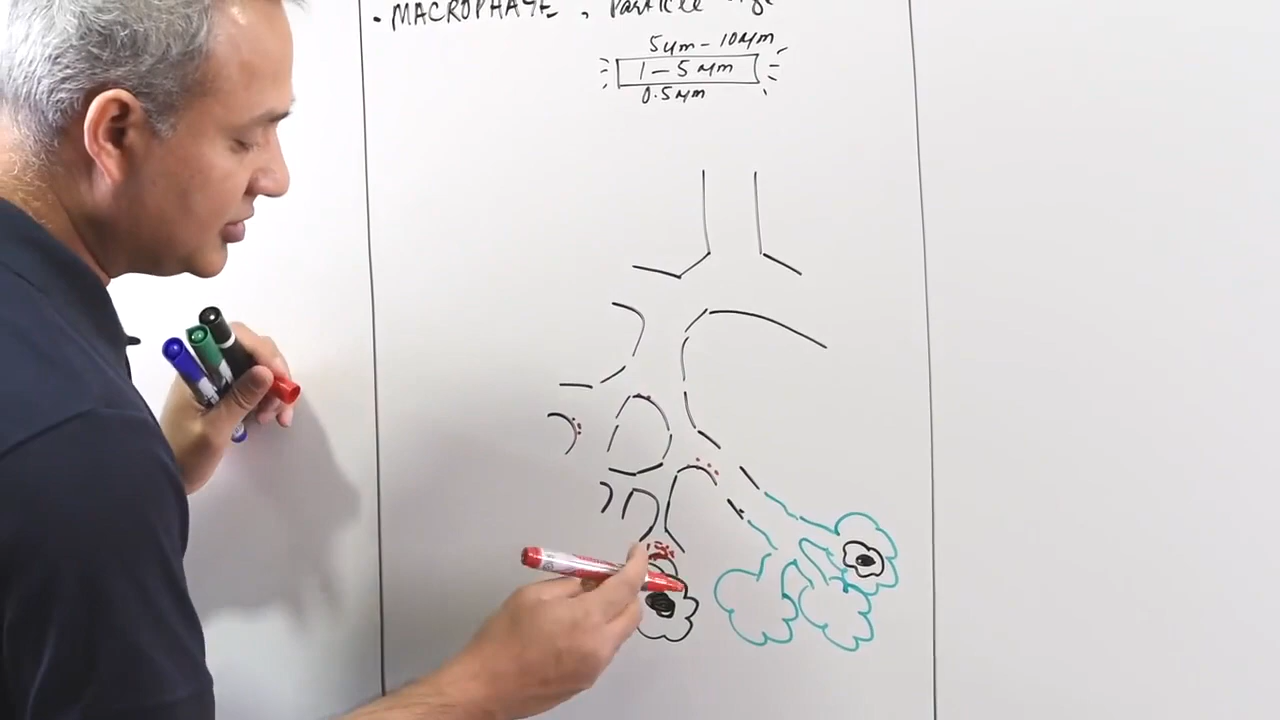 • MACROPHAGE, Particle
5µm – 10µm
1 – 5 µm
0.5µm